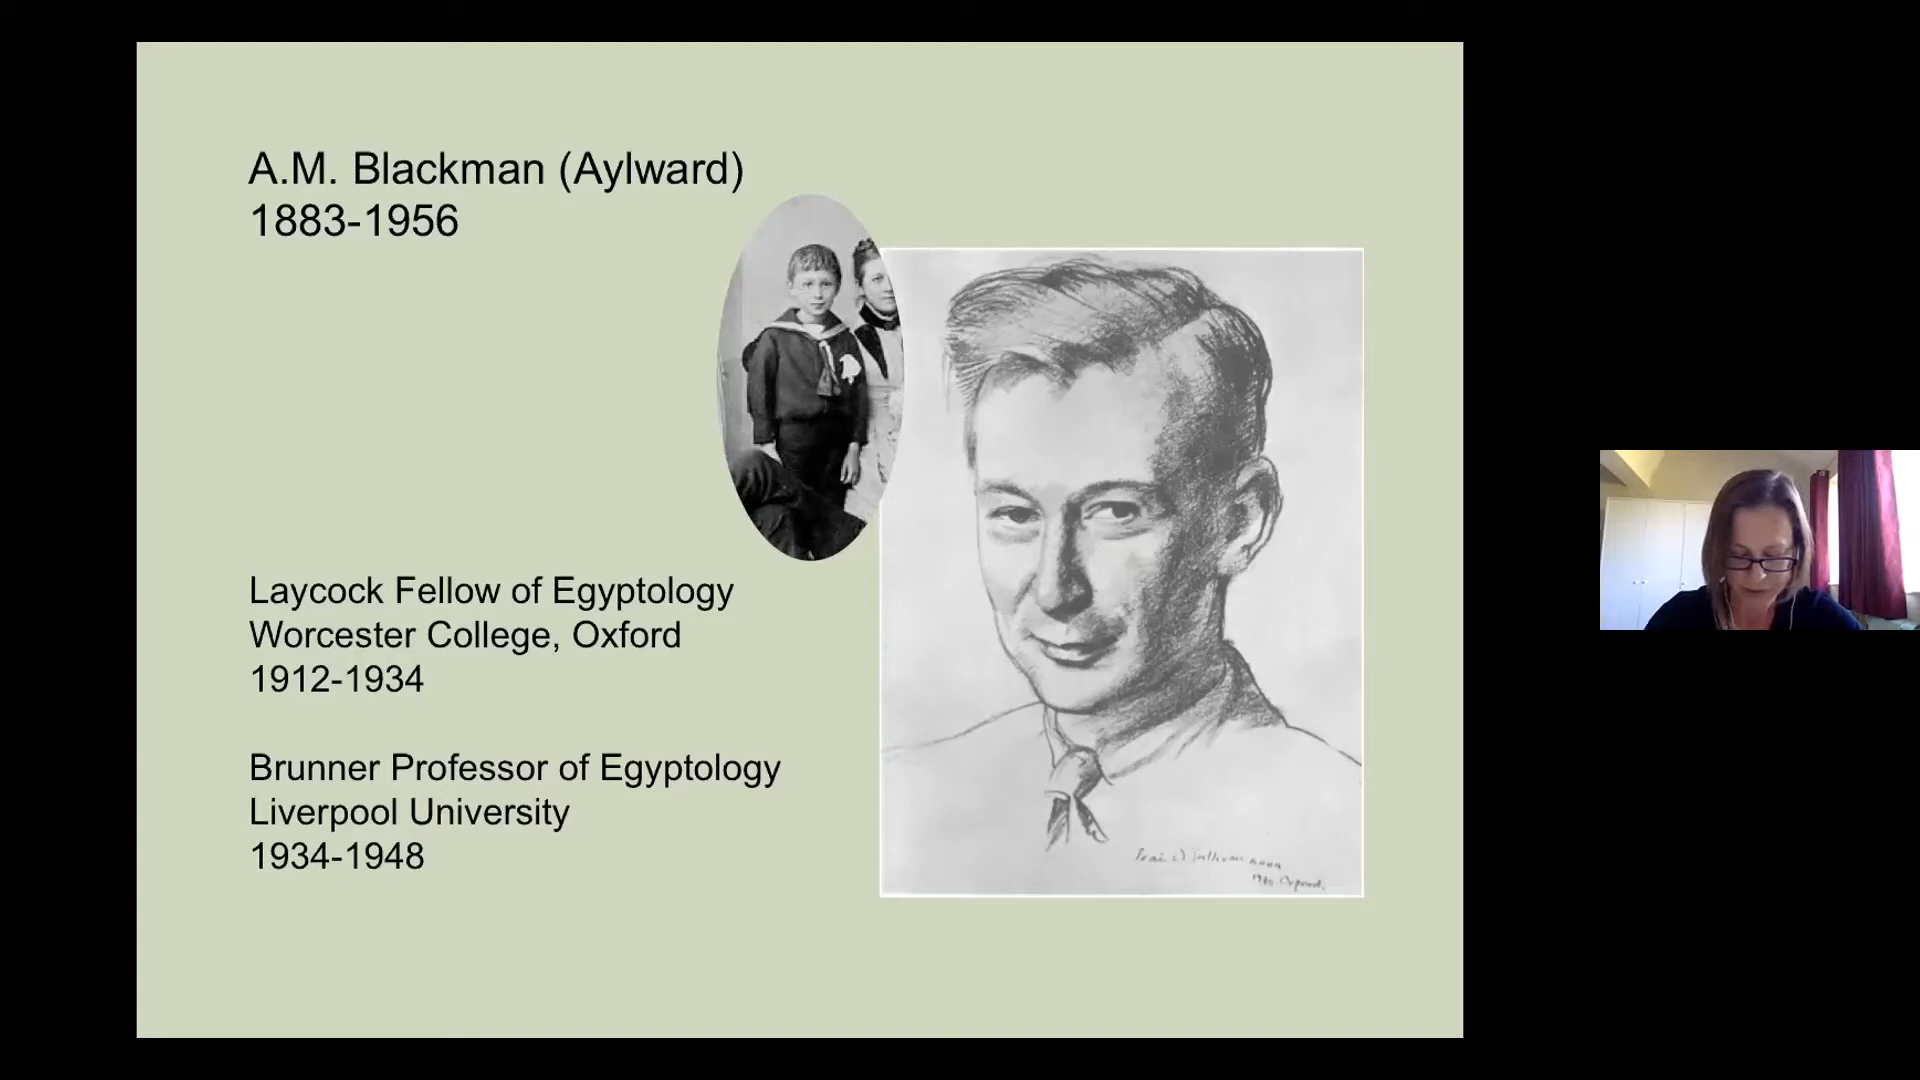 A.M. Blackman (Aylward)
1883-1956
Laycock Fellow of Egyptology
Worcester College, Oxford
1912-1934
Brunner Professor of Egyptology
Liverpool University
1934-1948